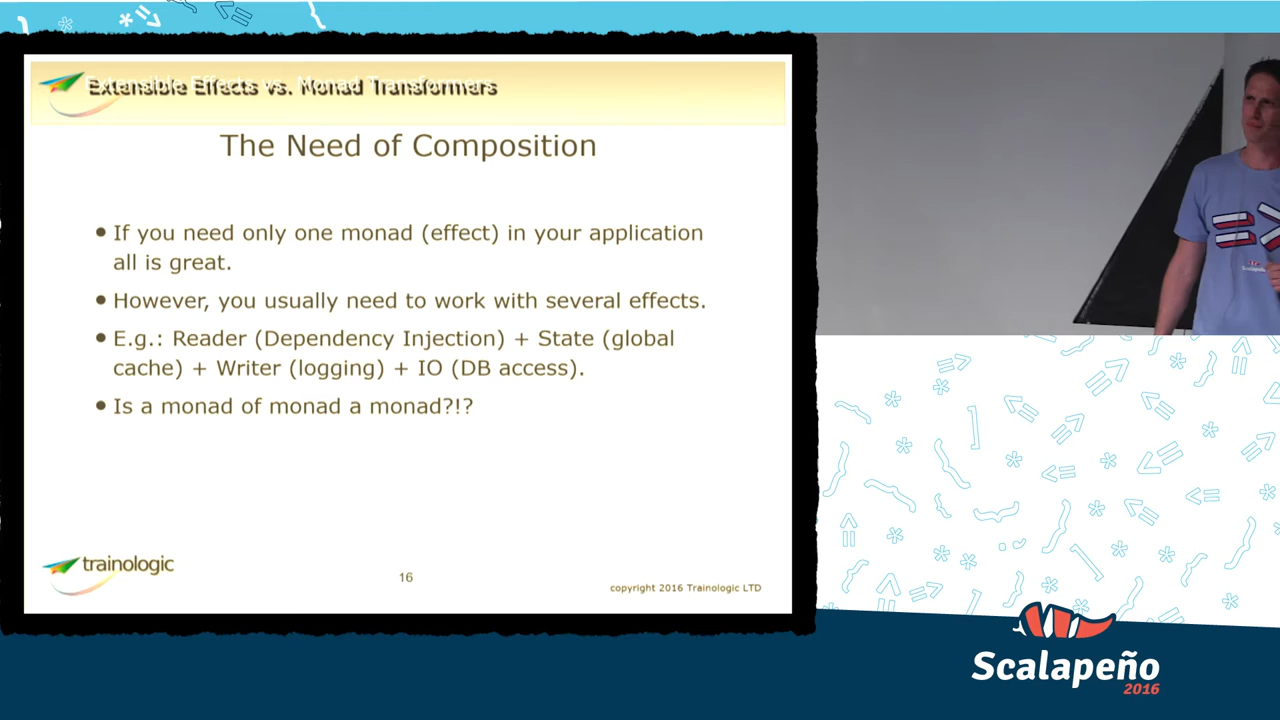 Extensible Effects vs. Monad Transformers
The Need of Composition
• If you need only one monad (effect) in your application
all is great.
• However, you usually need to work with several effects.
• E.g.: Reader (Dependency Injection) + State (global
cache) + Writer (logging) + IO (DB access).
• Is a monad of monad a monad?!?
trainologic
16
copyright 2016 Trainologic LTD
Scalapeño
2016